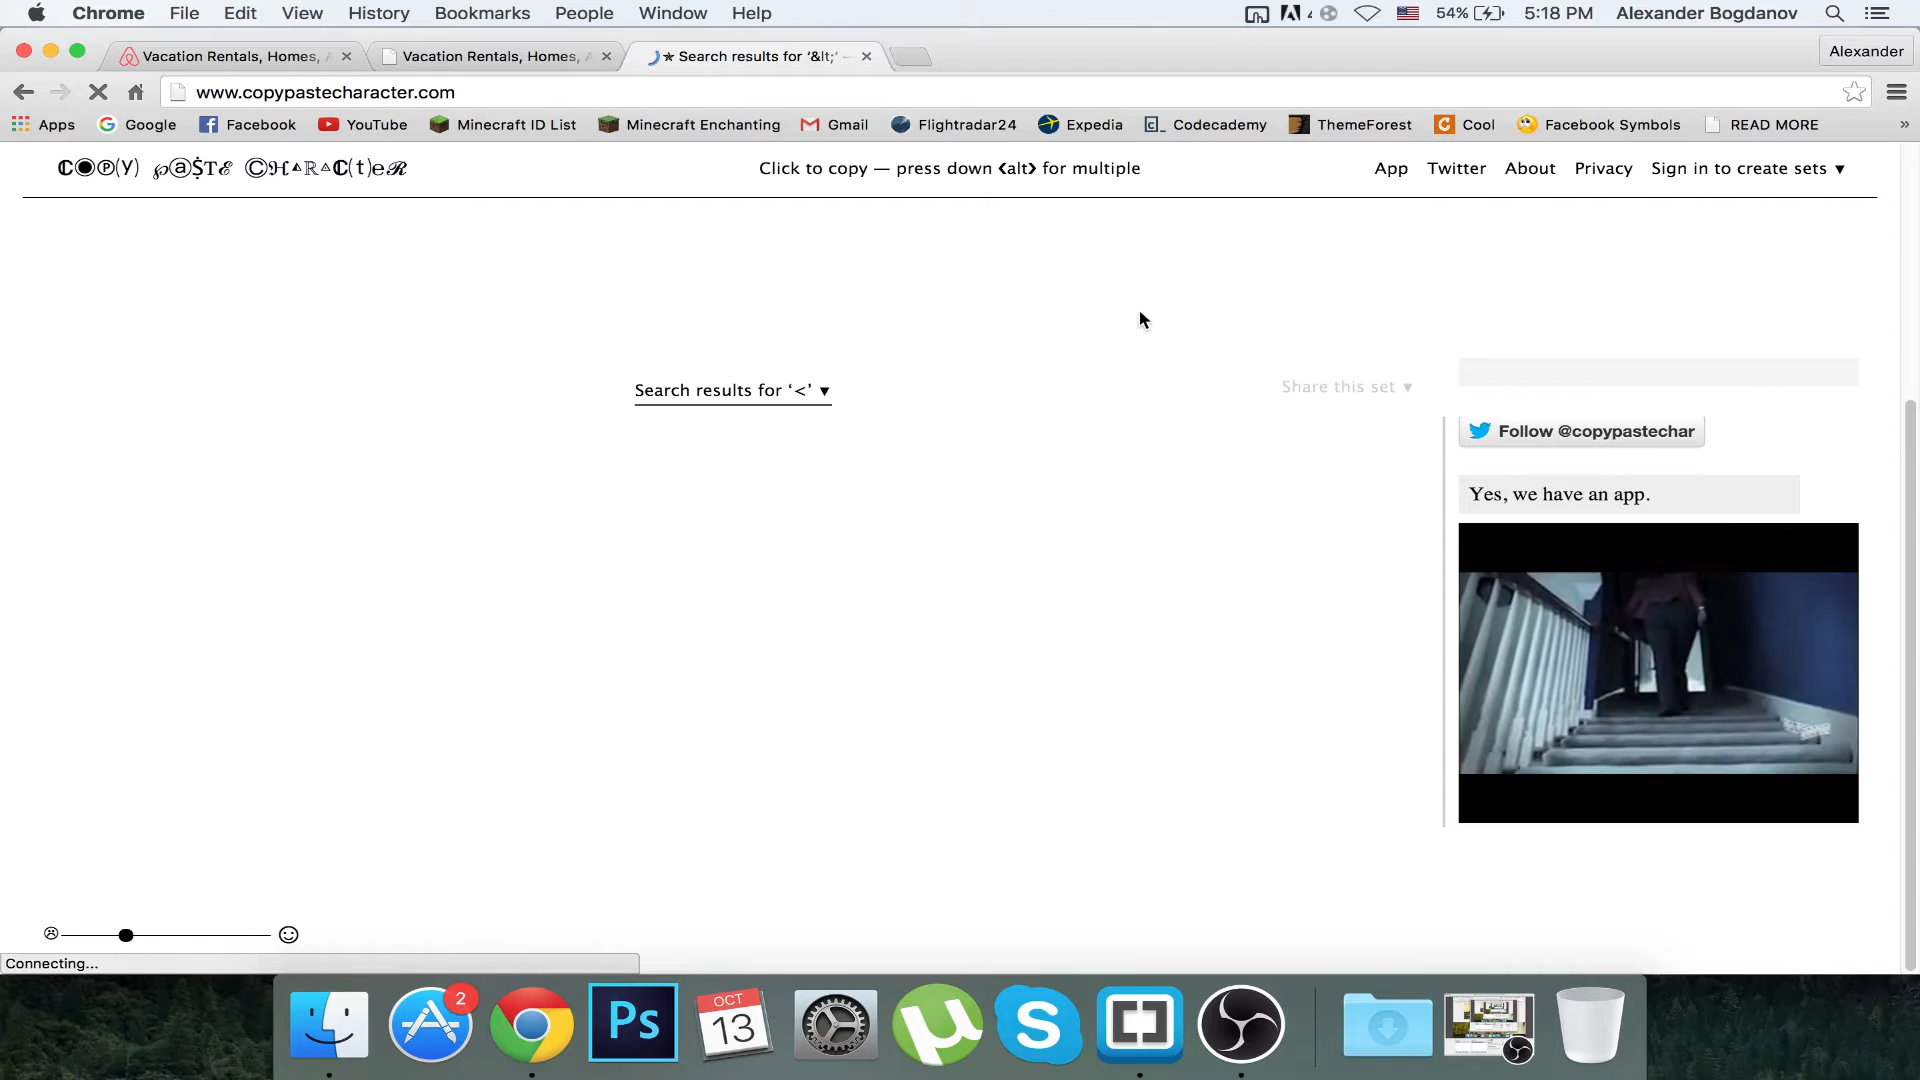 Chrome File Edit View History Bookmarks People Window Help 54% 5:18 PM Alexander Bogdanov
Vacation Rentals, Homes, Vacation Rentals, Homes, ★ Search results for ‘&lt;’ – Alexander
www.copypastecharacter.com
Apps Google Facebook YouTube Minecraft ID List Minecraft Enchanting Gmail Flightradar24 Expedia Codecademy ThemeForest Cool Facebook Symbols READ MORE »
ℂ◉℗⒴ ℘ⓐṨTℰ ©ℋ▲ℝ▵ℂ⒯℮ℛ Click to copy — press down ‹alt› for multiple App Twitter About Privacy Sign in to create sets ▼
Search results for ‘<’ ▼ Share this set ▼
Follow @copypastechar
Yes, we have an app.
Connecting...
2
Ps
OCT
13
µ
S